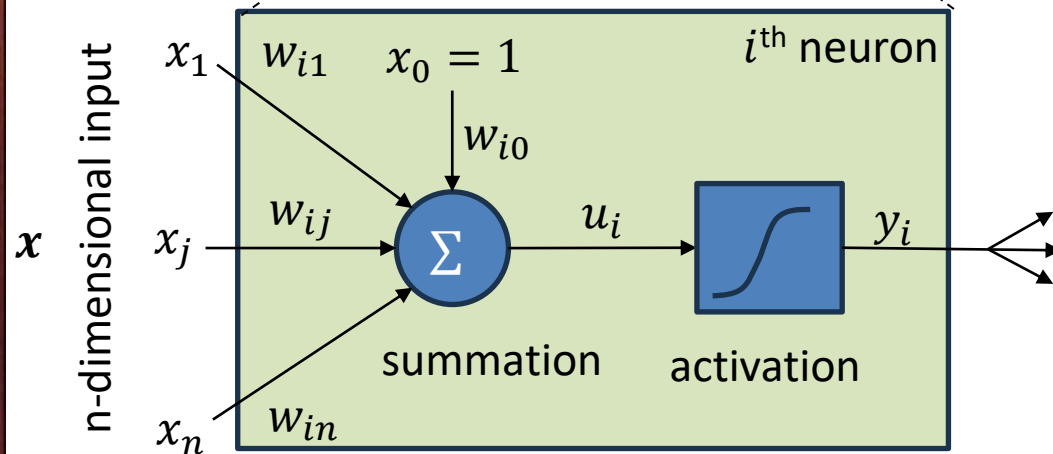 n-dimensional input
𝒙
x₁
xⱼ
xₙ
wᵢ₁
x₀ = 1
iᵗʰ neuron
wᵢ₀
wᵢⱼ
Σ
uᵢ
yᵢ
summation
activation
wᵢₙ